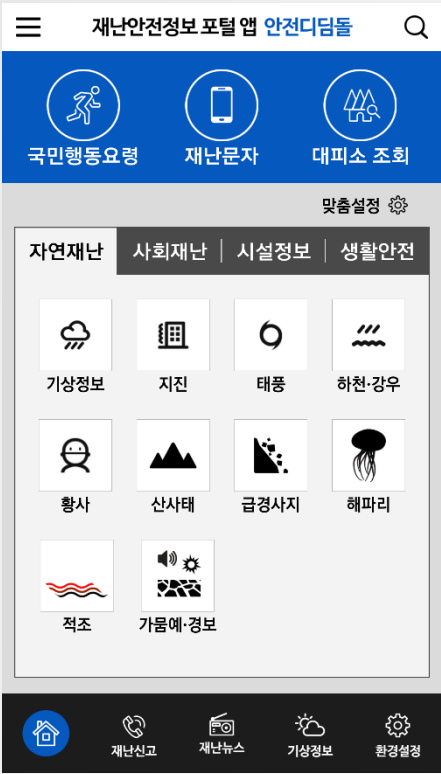 재난안전정보 포털 앱 안전디딤돌
국민행동요령 재난문자 대피소 조회
맞춤설정
자연재난 사회재난 시설정보 생활안전
기상정보 지진 태풍 하천·강우
황사 산사태 급경사지 해파리
적조 가뭄예·경보
재난신고 재난뉴스 기상정보 환경설정